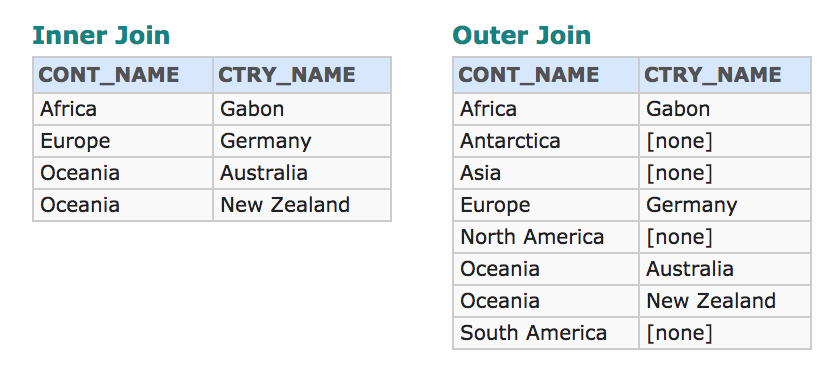 Inner Join
CONT_NAME CTRY_NAME
Africa Gabon
Europe Germany
Oceania Australia
Oceania New Zealand
Outer Join
CONT_NAME CTRY_NAME
Africa Gabon
Antarctica [none]
Asia [none]
Europe Germany
North America [none]
Oceania Australia
Oceania New Zealand
South America [none]